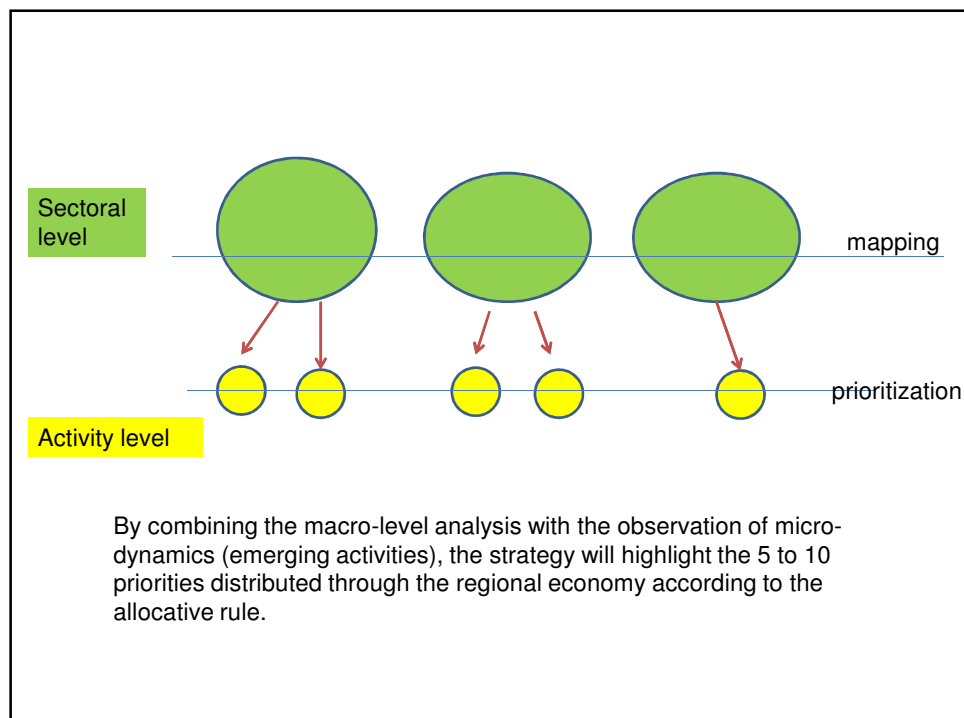 Sectoral
level
mapping
prioritization
Activity level
By combining the macro-level analysis with the observation of micro-
dynamics (emerging activities), the strategy will highlight the 5 to 10
priorities distributed through the regional economy according to the
allocative rule.